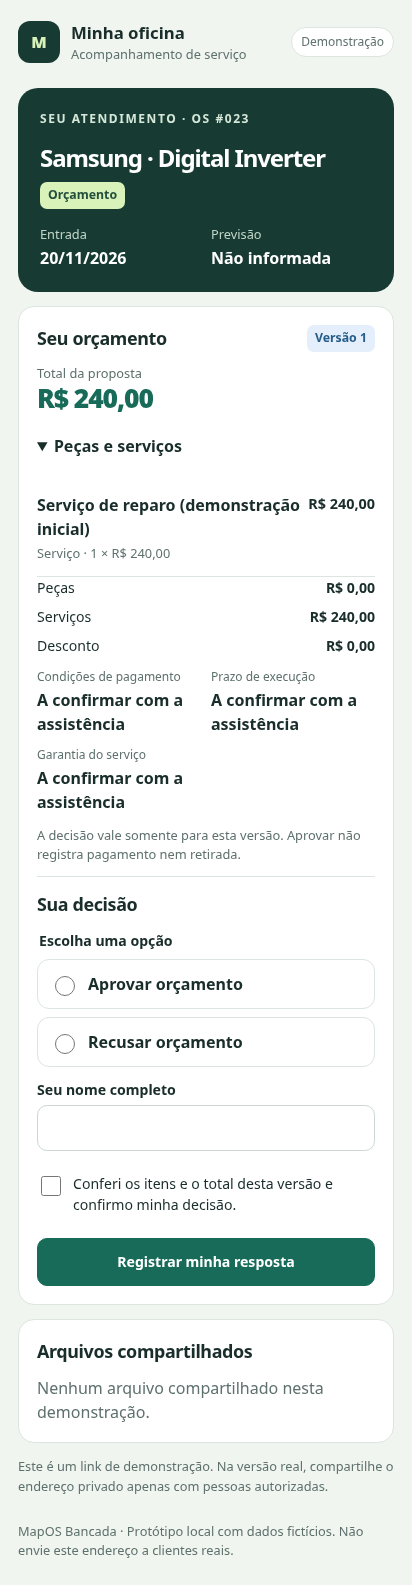 M
Minha oficina
Acompanhamento de serviço
Demonstração
SEU ATENDIMENTO · OS #023
Samsung · Digital Inverter
Orçamento
Entrada
20/11/2026
Previsão
Não informada
Seu orçamento
Versão 1
Total da proposta
R$ 240,00
▼ Peças e serviços
Serviço de reparo (demonstração
inicial)
R$ 240,00
Serviço · 1 × R$ 240,00
Peças R$ 0,00
Serviços R$ 240,00
Desconto R$ 0,00
Condições de pagamento
A confirmar com a
assistência
Prazo de execução
A confirmar com a
assistência
Garantia do serviço
A confirmar com a
assistência
A decisão vale somente para esta versão. Aprovar não
registra pagamento nem retirada.
Sua decisão
Escolha uma opção
Aprovar orçamento
Recusar orçamento
Seu nome completo
Conferi os itens e o total desta versão e
confirmo minha decisão.
Registrar minha resposta
Arquivos compartilhados
Nenhum arquivo compartilhado nesta
demonstração.
Este é um link de demonstração. Na versão real, compartilhe o
endereço privado apenas com pessoas autorizadas.
MapOS Bancada · Protótipo local com dados fictícios. Não
envie este endereço a clientes reais.